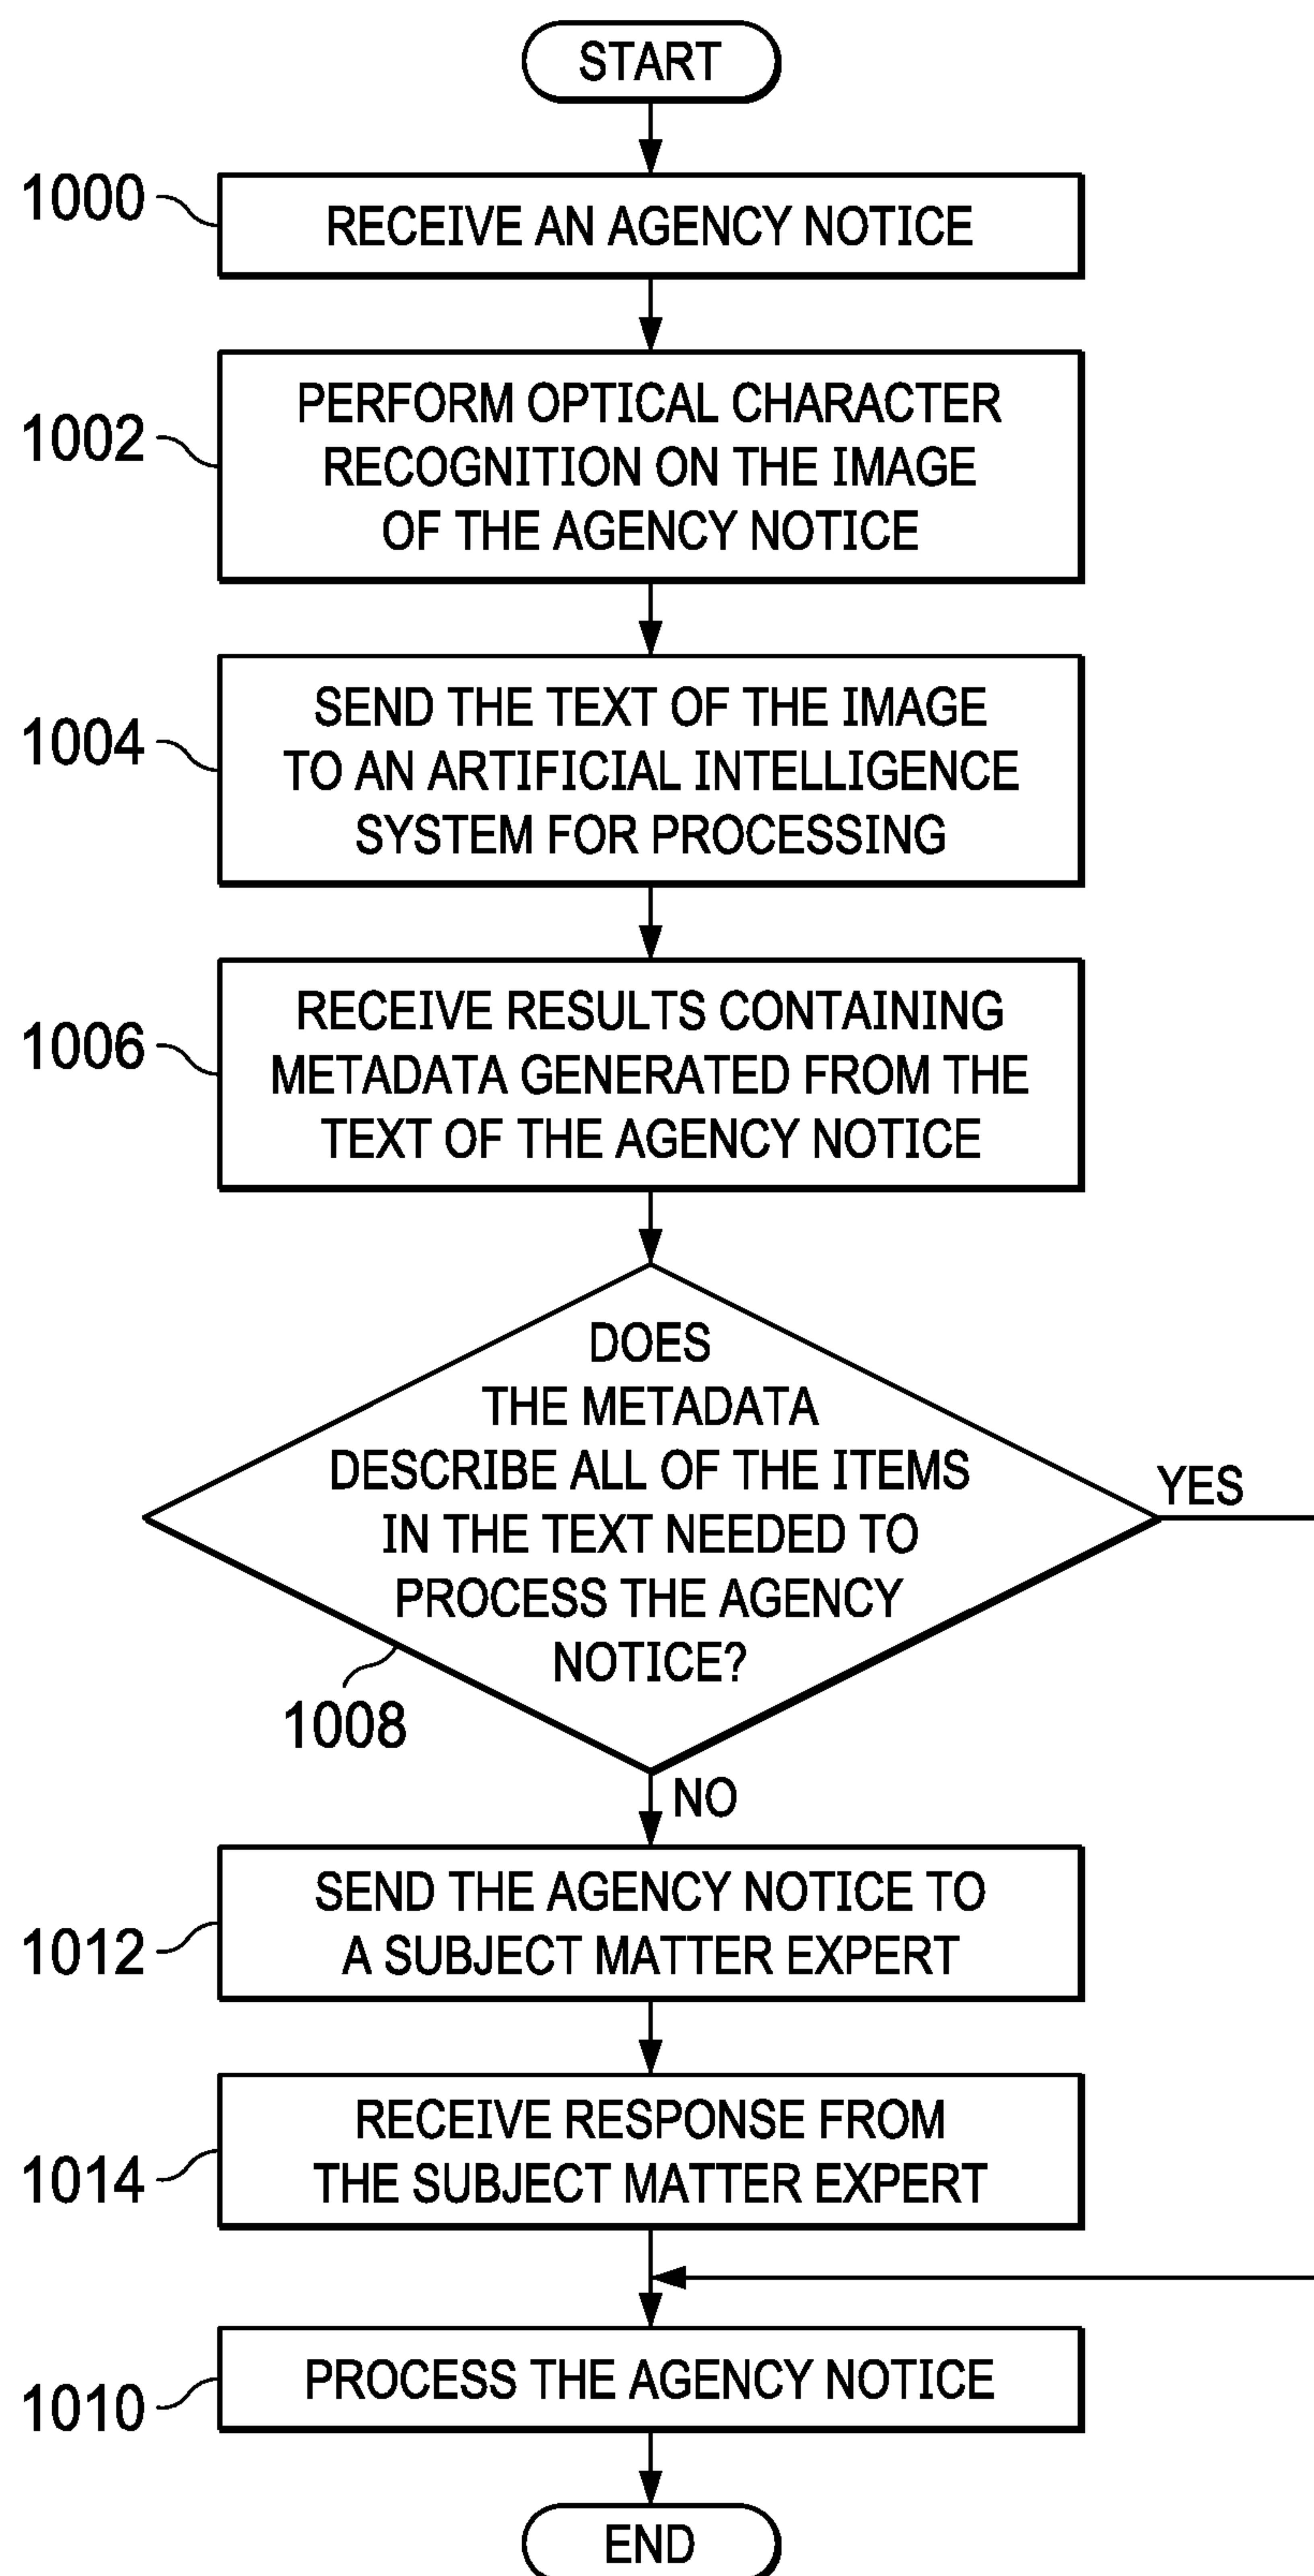 START
1000
RECEIVE AN AGENCY NOTICE
1002
PERFORM OPTICAL CHARACTER
RECOGNITION ON THE IMAGE
OF THE AGENCY NOTICE
1004
SEND THE TEXT OF THE IMAGE
TO AN ARTIFICIAL INTELLIGENCE
SYSTEM FOR PROCESSING
1006
RECEIVE RESULTS CONTAINING
METADATA GENERATED FROM THE
TEXT OF THE AGENCY NOTICE
DOES
THE METADATA
DESCRIBE ALL OF THE ITEMS
IN THE TEXT NEEDED TO
PROCESS THE AGENCY
NOTICE?
YES
1008
NO
1012
SEND THE AGENCY NOTICE TO
A SUBJECT MATTER EXPERT
1014
RECEIVE RESPONSE FROM
THE SUBJECT MATTER EXPERT
1010
PROCESS THE AGENCY NOTICE
END